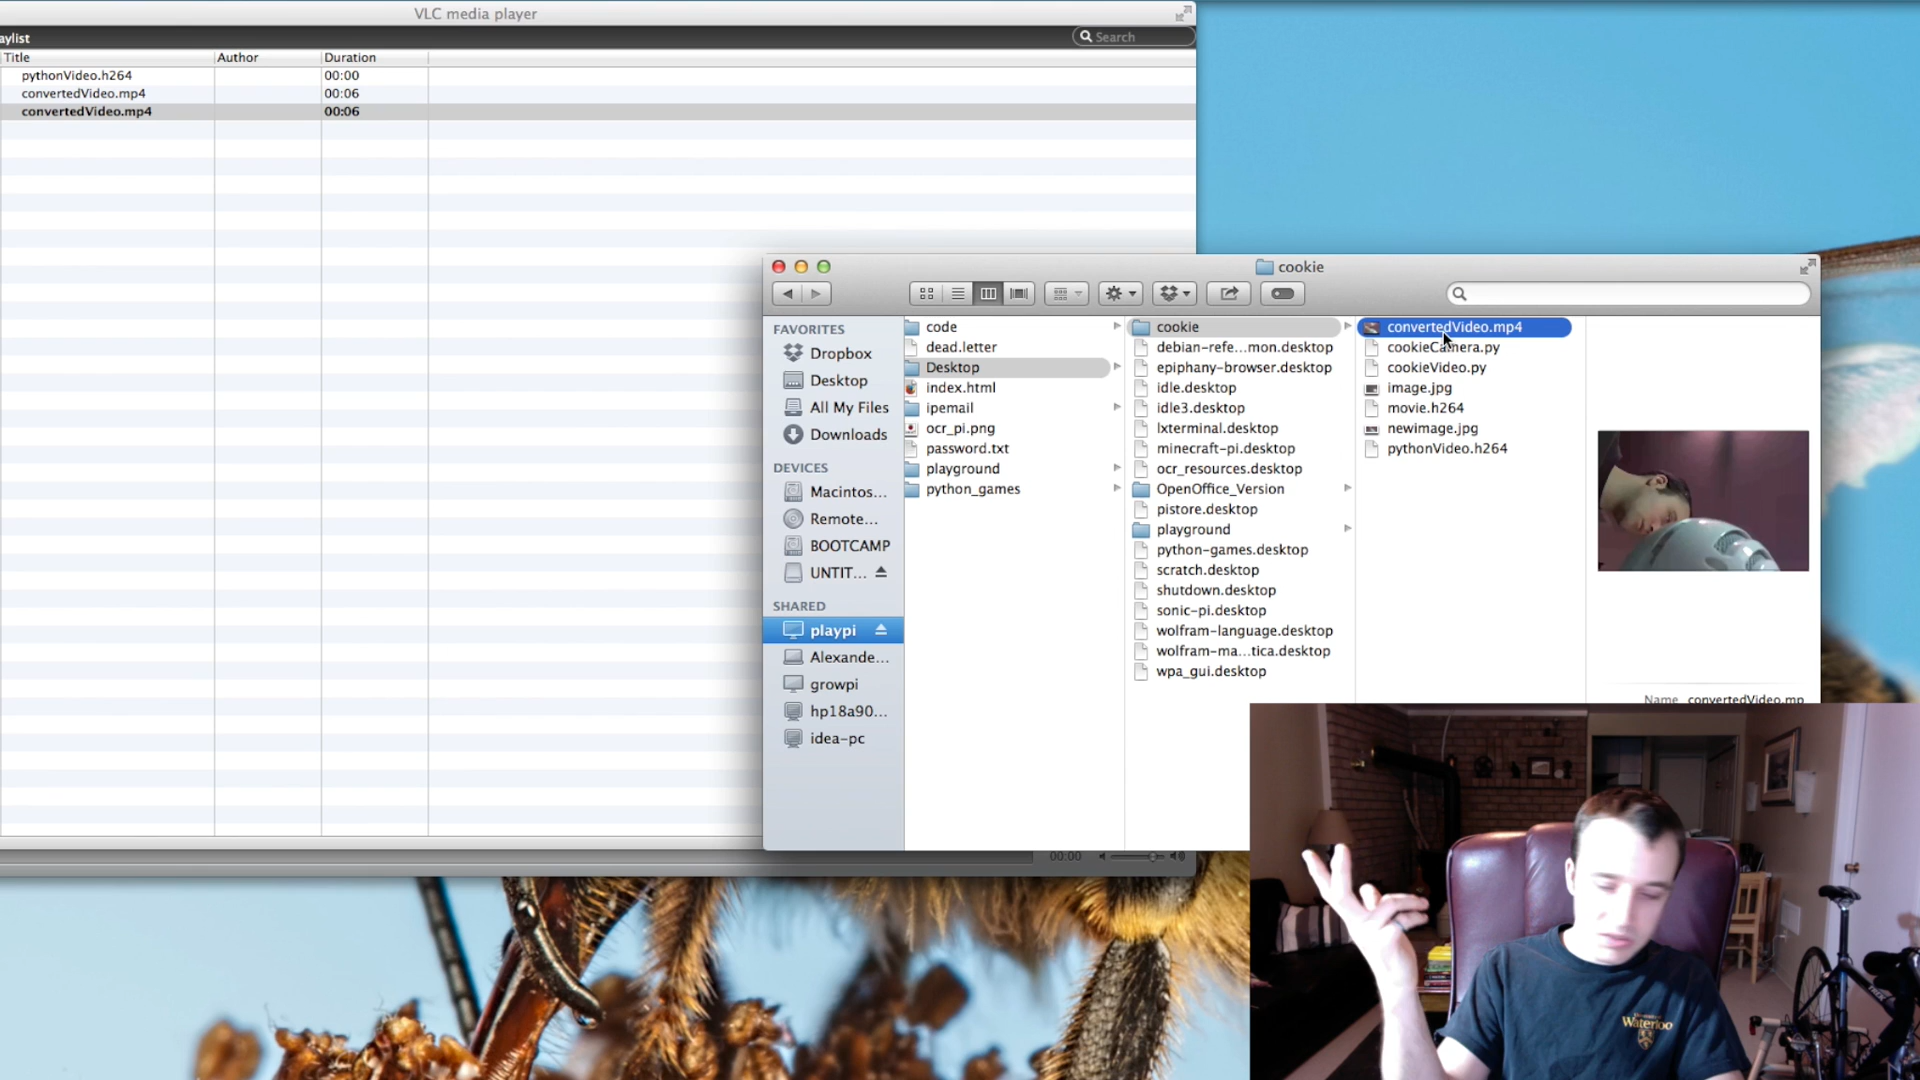 VLC media player
aylist
Search
Title Author Duration
pythonVideo.h264 00:00
convertedVideo.mp4 00:06
convertedVideo.mp4 00:06
00:00
cookie
FAVORITES
Dropbox
Desktop
All My Files
Downloads
DEVICES
Macintos...
Remote...
BOOTCAMP
UNTIT...
SHARED
playpi
Alexande...
growpi
hp18a90...
idea-pc
code
dead.letter
Desktop
index.html
ipemail
ocr_pi.png
password.txt
playground
python_games
cookie
debian-refe...mon.desktop
epiphany-browser.desktop
idle.desktop
idle3.desktop
lxterminal.desktop
minecraft-pi.desktop
ocr_resources.desktop
OpenOffice_Version
pistore.desktop
playground
python-games.desktop
scratch.desktop
shutdown.desktop
sonic-pi.desktop
wolfram-language.desktop
wolfram-ma...tica.desktop
wpa_gui.desktop
convertedVideo.mp4
cookieCamera.py
cookieVideo.py
image.jpg
movie.h264
newimage.jpg
pythonVideo.h264
Name convertedVideo.mp
Waterloo